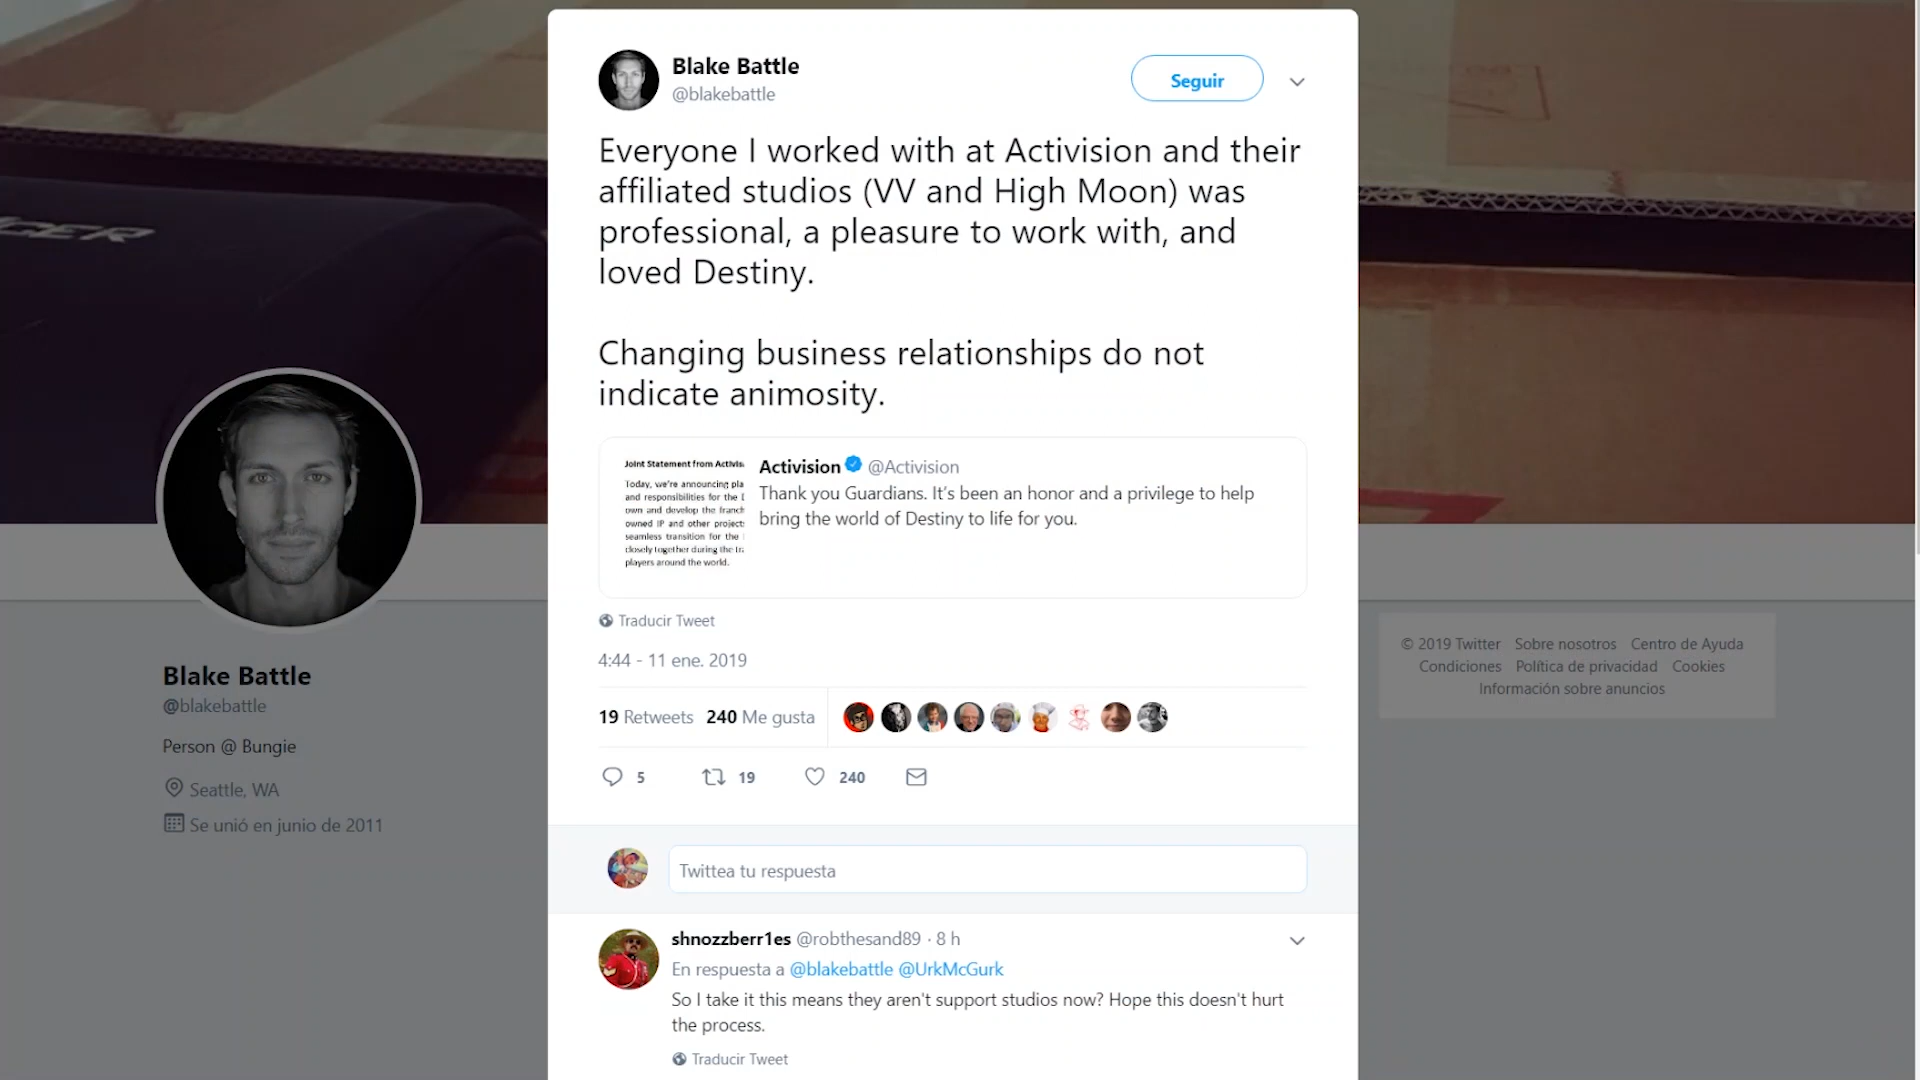 Blake Battle
@blakebattle
Seguir
Everyone I worked with at Activision and their
affiliated studios (VV and High Moon) was
professional, a pleasure to work with, and
loved Destiny.
Changing business relationships do not
indicate animosity.
Joint Statement from Activis
Today, we're announcing pla
and responsibilities for the
own and develop the franch
owned IP and other project
seamless transition for the
closely together during the tra
players around the world.
Activision @Activision
Thank you Guardians. It's been an honor and a privilege to help
bring the world of Destiny to life for you.
Traducir Tweet
4:44 - 11 ene. 2019
19 Retweets 240 Me gusta
5 19 240
Twittea tu respuesta
shnozzberr1es @robthesand89 · 8 h
En respuesta a @blakebattle @UrkMcGurk
So I take it this means they aren't support studios now? Hope this doesn't hurt
the process.
Traducir Tweet
Blake Battle
@blakebattle
Person @ Bungie
Seattle, WA
Se unió en junio de 2011
© 2019 Twitter Sobre nosotros Centro de Ayuda
Condiciones Política de privacidad Cookies
Información sobre anuncios